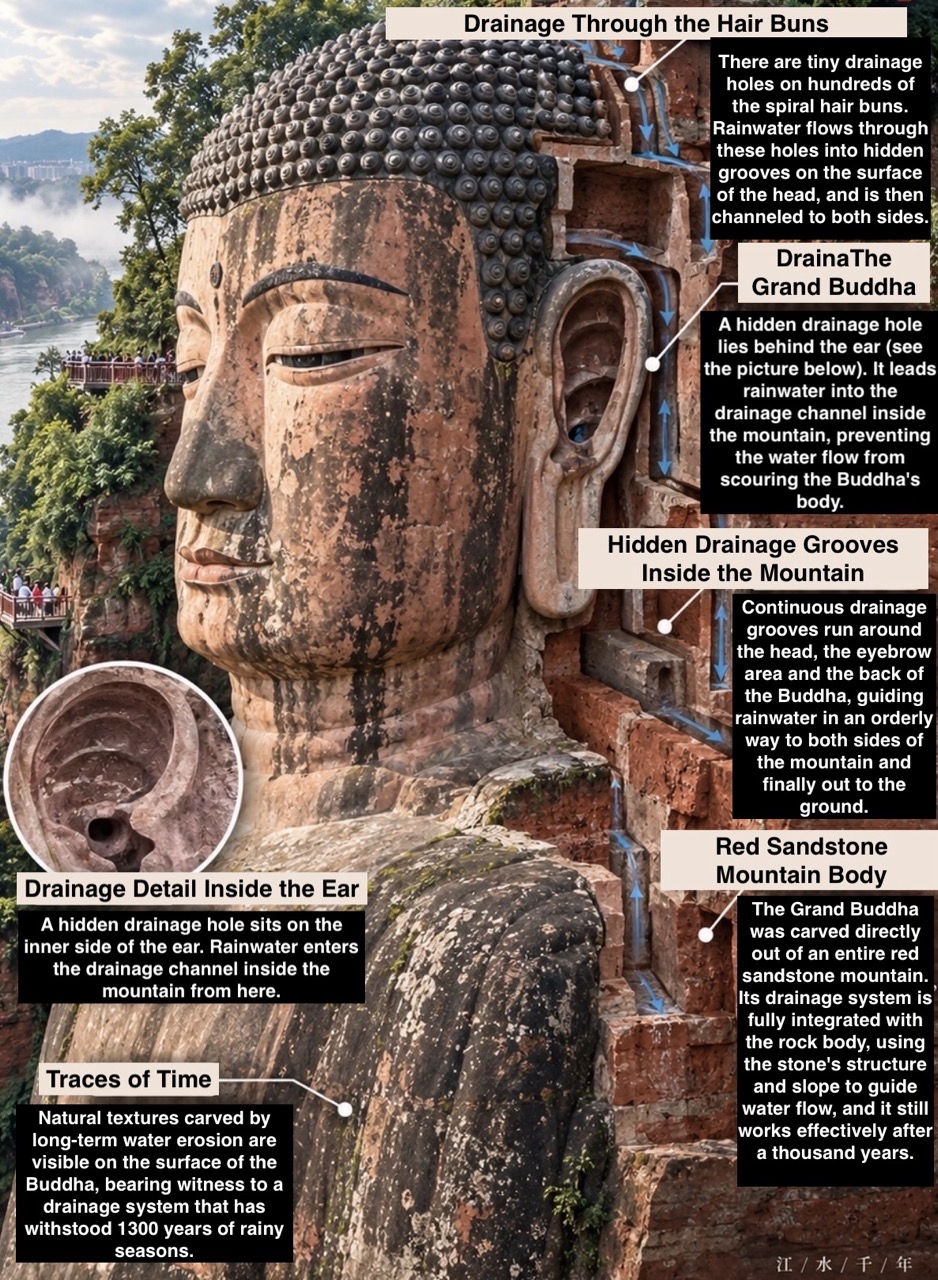 Drainage Through the Hair Buns
There are tiny drainage
holes on hundreds of
the spiral hair buns.
Rainwater flows through
these holes into hidden
grooves on the surface
of the head, and is then
channeled to both sides.
DrainaThe
Grand Buddha
A hidden drainage hole
lies behind the ear (see
the picture below). It leads
rainwater into the
drainage channel inside
the mountain, preventing
the water flow from
scouring the Buddha's
body.
Hidden Drainage Grooves
Inside the Mountain
Continuous drainage
grooves run around
the head, the eyebrow
area and the back of
the Buddha, guiding
rainwater in an orderly
way to both sides of
the mountain and
finally out to the
ground.
Drainage Detail Inside the Ear
A hidden drainage hole sits on the
inner side of the ear. Rainwater enters
the drainage channel inside the
mountain from here.
Red Sandstone
Mountain Body
The Grand Buddha
was carved directly
out of an entire red
sandstone mountain.
Its drainage system is
fully integrated with
the rock body, using
the stone's structure
and slope to guide
water flow, and it still
works effectively after
a thousand years.
Traces of Time
Natural textures carved by
long-term water erosion are
visible on the surface of the
Buddha, bearing witness to a
drainage system that has
withstood 1300 years of rainy
seasons.
江 / 水 / 千 / 年